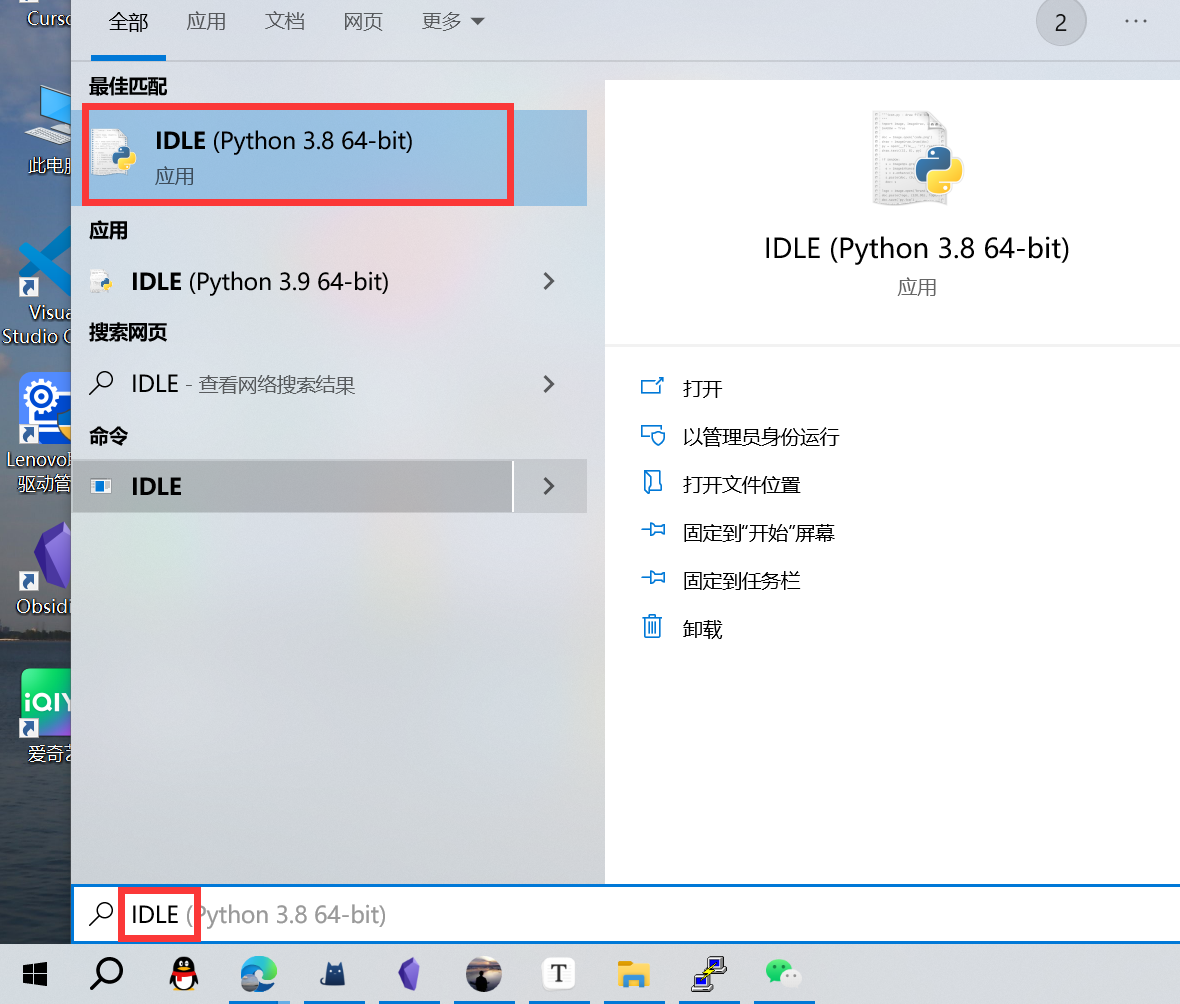 Curso
全部 应用 文档 网页 更多
2
最佳匹配
IDLE (Python 3.8 64-bit)
应用
应用
IDLE (Python 3.9 64-bit)
搜索网页
IDLE - 查看网络搜索结果
命令
IDLE
IDLE (Python 3.8 64-bit)
应用
打开
以管理员身份运行
打开文件位置
固定到“开始”屏幕
固定到任务栏
卸载
此电脑
Visua
Studio C
Lenovo
驱动管
Obsidi
iQIY
爱奇艺
IDLE (Python 3.8 64-bit)
T